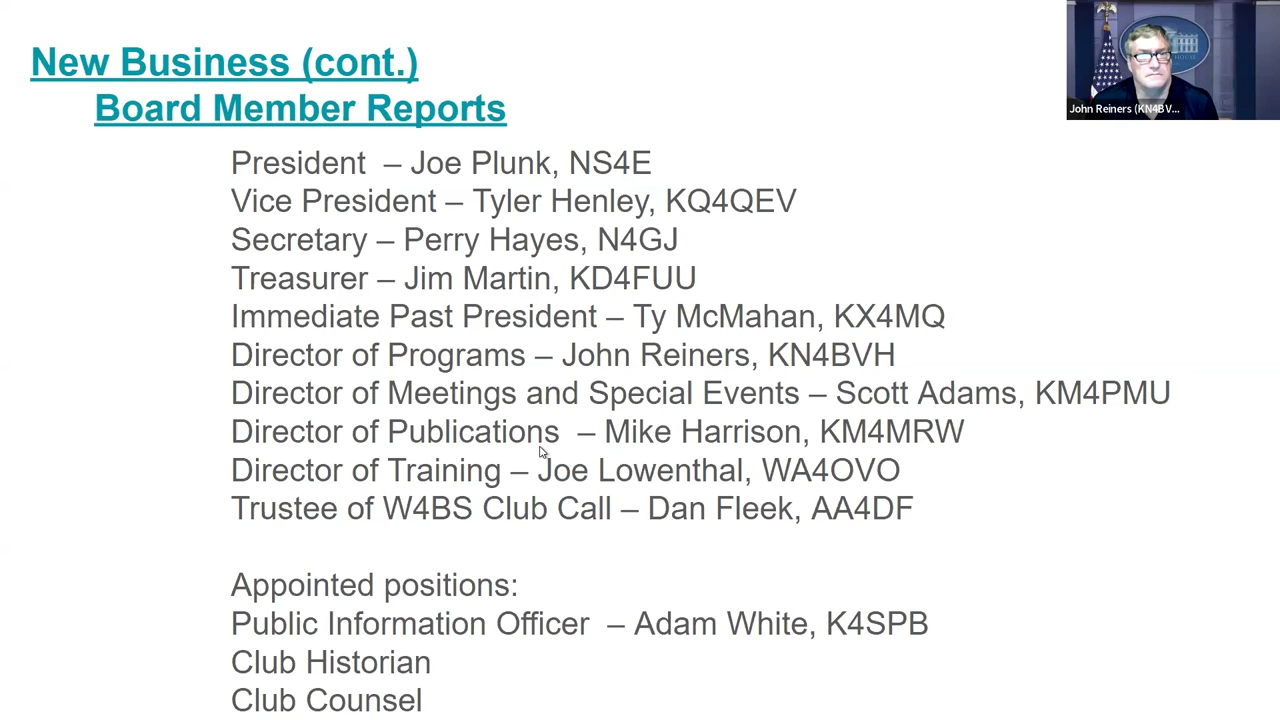 New Business (cont.)
Board Member Reports
John Reiners (KN4BV...
President – Joe Plunk, NS4E
Vice President – Tyler Henley, KQ4QEV
Secretary – Perry Hayes, N4GJ
Treasurer – Jim Martin, KD4FUU
Immediate Past President – Ty McMahan, KX4MQ
Director of Programs – John Reiners, KN4BVH
Director of Meetings and Special Events – Scott Adams, KM4PMU
Director of Publications – Mike Harrison, KM4MRW
Director of Training – Joe Lowenthal, WA4OVO
Trustee of W4BS Club Call – Dan Fleek, AA4DF
Appointed positions:
Public Information Officer – Adam White, K4SPB
Club Historian
Club Counsel